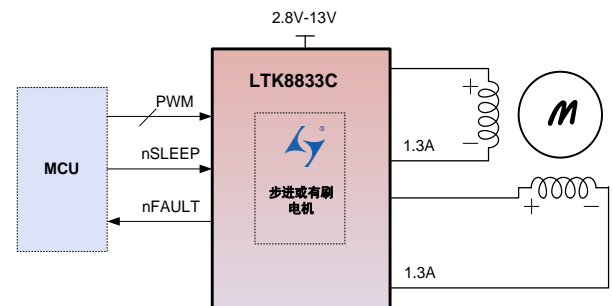 2.8V-13V
LTK8833C
PWM
nSLEEP
MCU
nFAULT
®
步进或有刷
电机
+
−
1.3A
M
+ −
1.3A